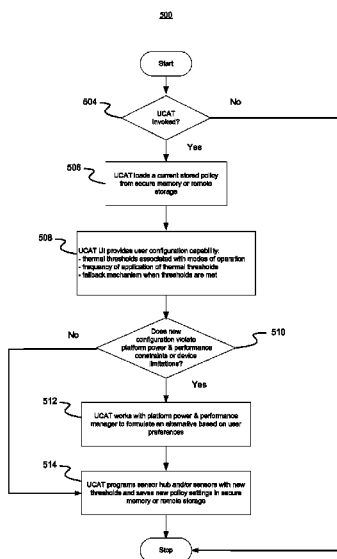 500
Start
504
UCAT
invoked?
No
Yes
506
UCAT loads a current stored policy
from secure memory or remote
storage
508
UCAT UI provides user configuration capability:
- thermal thresholds associated with modes of operation
- frequency of application of thermal thresholds
- fallback mechanism when thresholds are met
510
Does new
configuration violate
platform power & performance
constraints or device
limitations?
No
Yes
512
UCAT works with platform power & performance
manager to formulate an alternative based on user
preferences
514
UCAT programs sensor hub and/or sensors with new
thresholds and saves new policy settings in secure
memory or remote storage
Stop